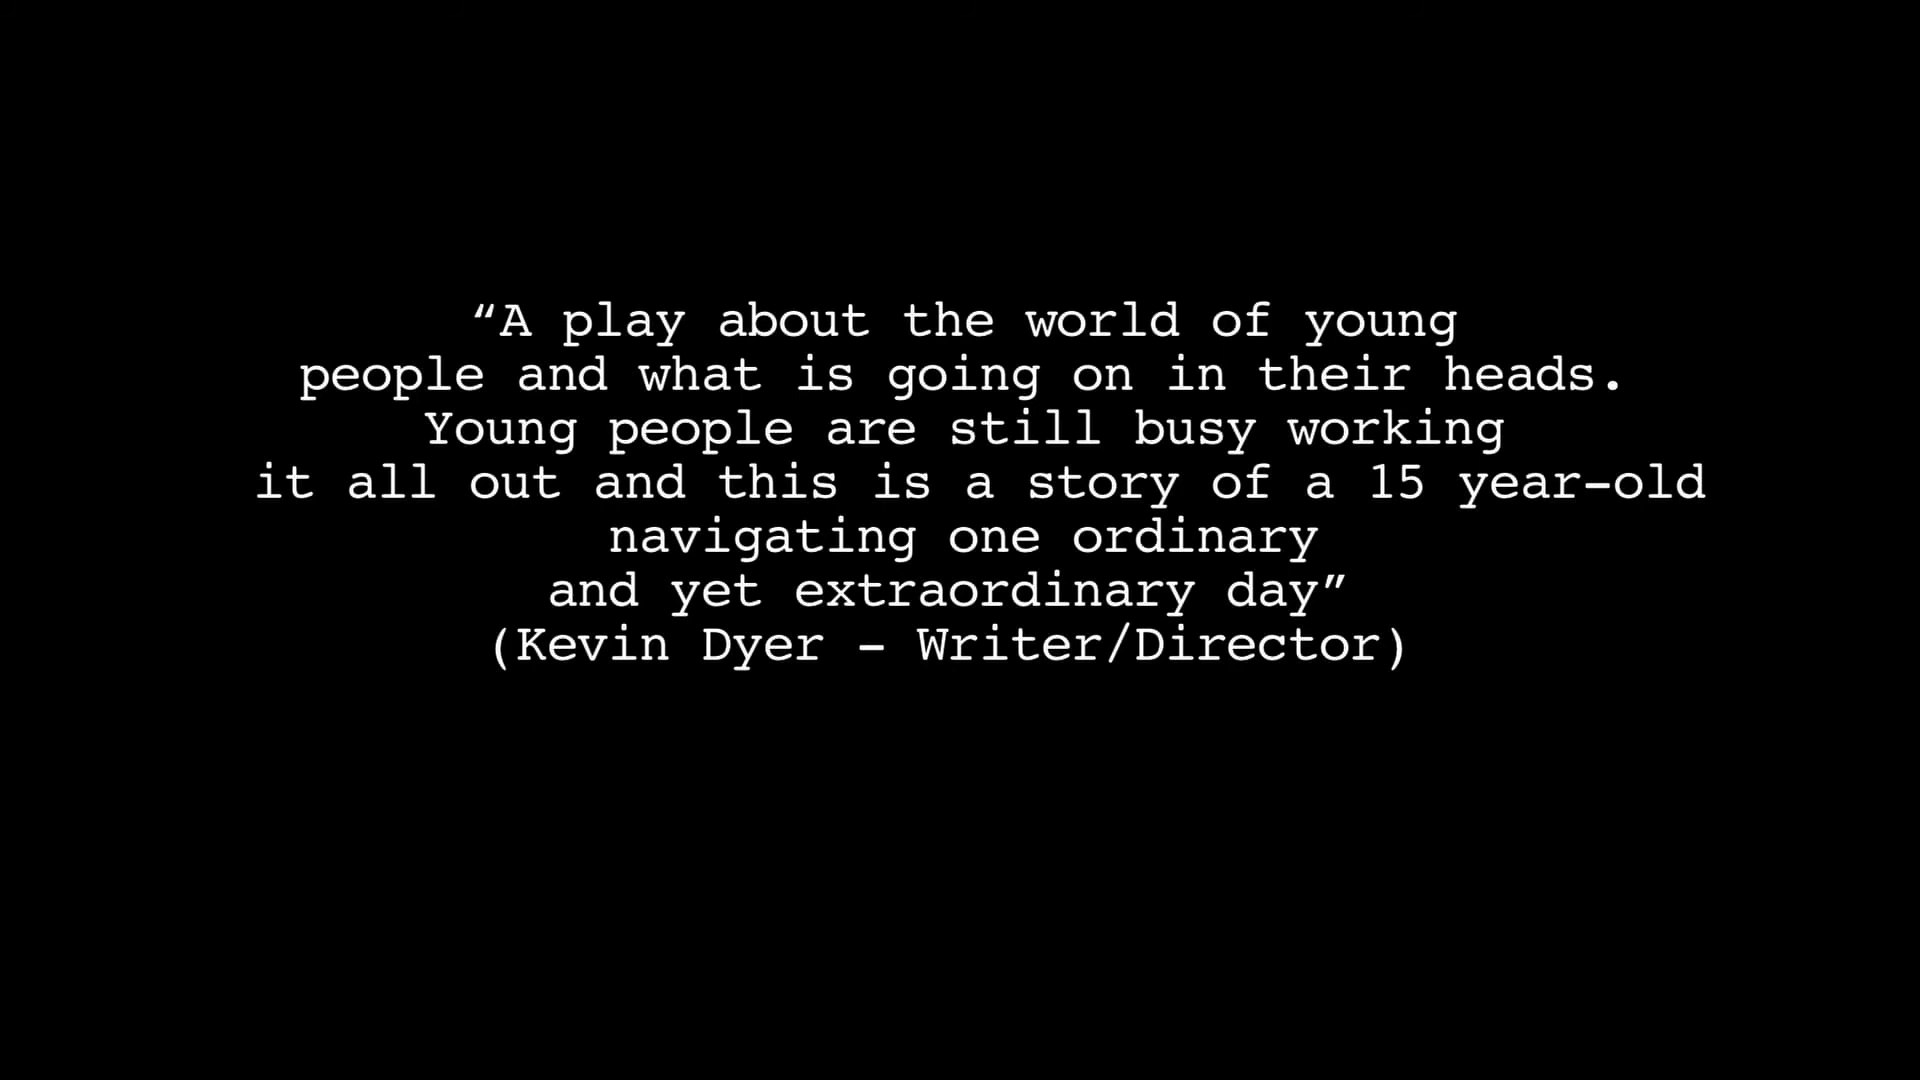 “A play about the world of young
people and what is going on in their heads.
Young people are still busy working
it all out and this is a story of a 15 year-old
navigating one ordinary
and yet extraordinary day”
(Kevin Dyer - Writer/Director)